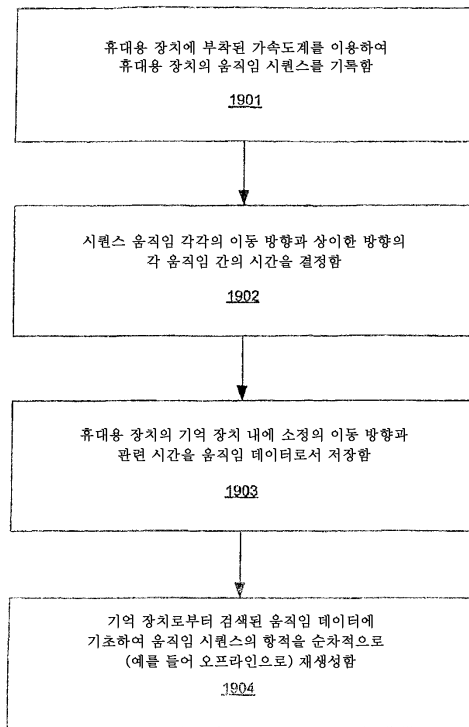 휴대용 장치에 부착된 가속도계를 이용하여
휴대용 장치의 움직임 시퀀스를 기록함
1901
시퀀스 움직임 각각의 이동 방향과 상이한 방향의
각 움직임 간의 시간을 결정함
1902
휴대용 장치의 기억 장치 내에 소정의 이동 방향과
관련 시간을 움직임 데이터로서 저장함
1903
기억 장치로부터 검색된 움직임 데이터에
기초하여 움직임 시퀀스의 항적을 순차적으로
(예를 들어 오프라인으로) 재생성함
1904